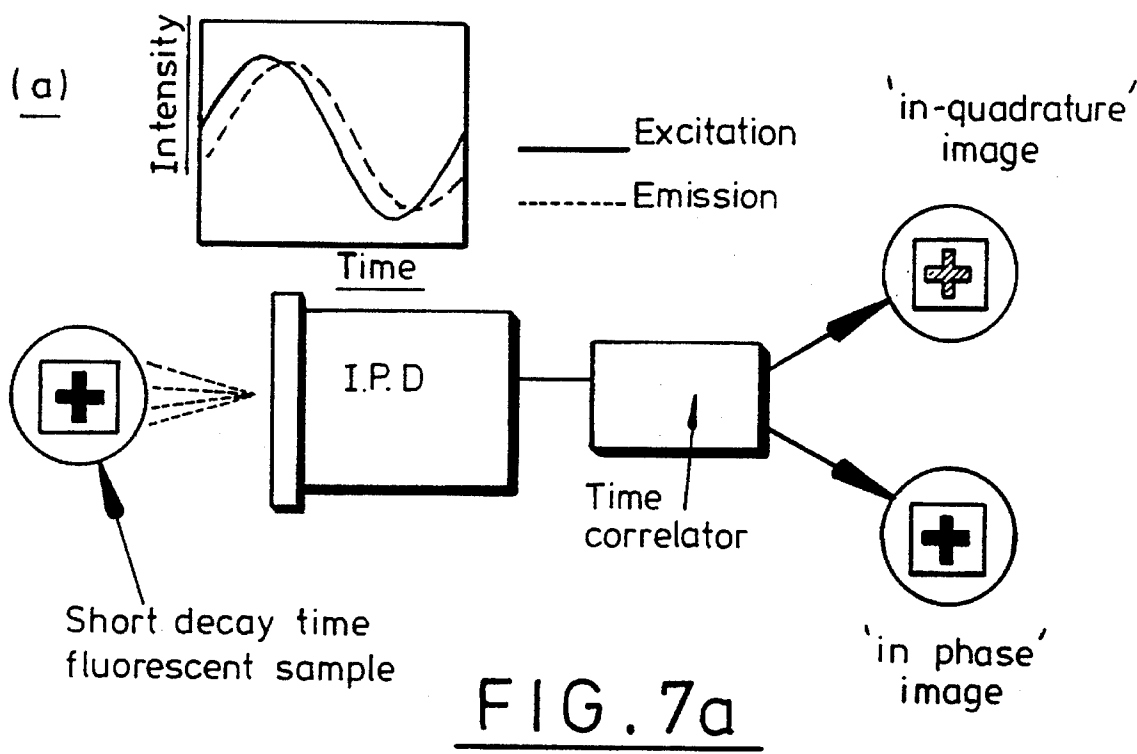 (a)
Intensity
Time
Excitation
Emission
'in-quadrature'
image
I.P.D
Time
correlator
Short decay time
fluorescent sample
'in phase'
image
FIG. 7a